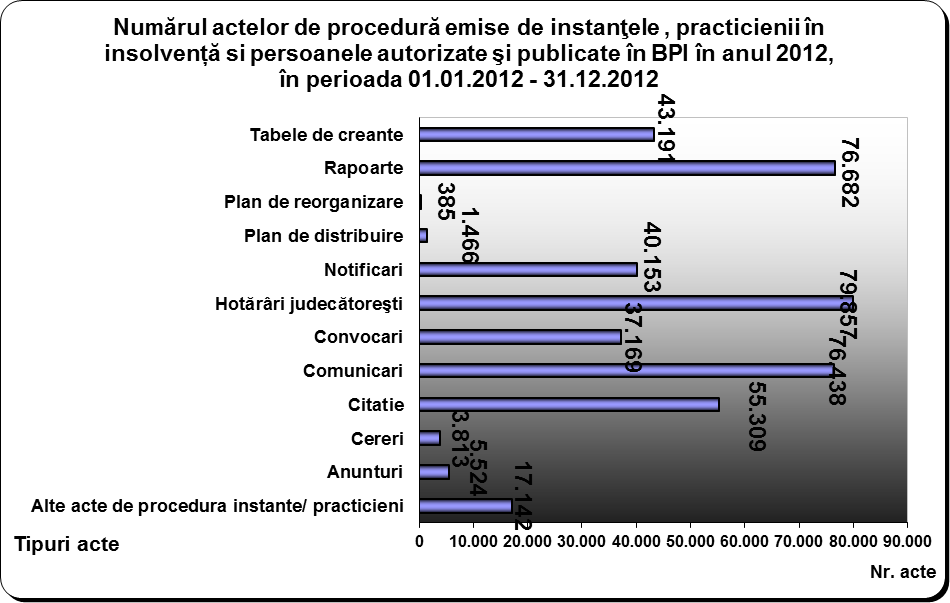 Numărul actelor de procedură emise de instanţele , practicienii în
insolvență si persoanele autorizate şi publicate în BPI în anul 2012,
în perioada 01.01.2012 - 31.12.2012
Tabele de creante
43.191
Rapoarte
76.682
Plan de reorganizare
385
Plan de distribuire
1.466
Notificari
40.153
Hotărâri judecătoreşti
79.857
Convocari
37.169
Comunicari
76.438
Citatie
55.309
Cereri
3.813
Anunturi
5.524
Alte acte de procedura instante/ practicieni
17.142
0 10.000 20.000 30.000 40.000 50.000 60.000 70.000 80.000 90.000
Tipuri acte
Nr. acte